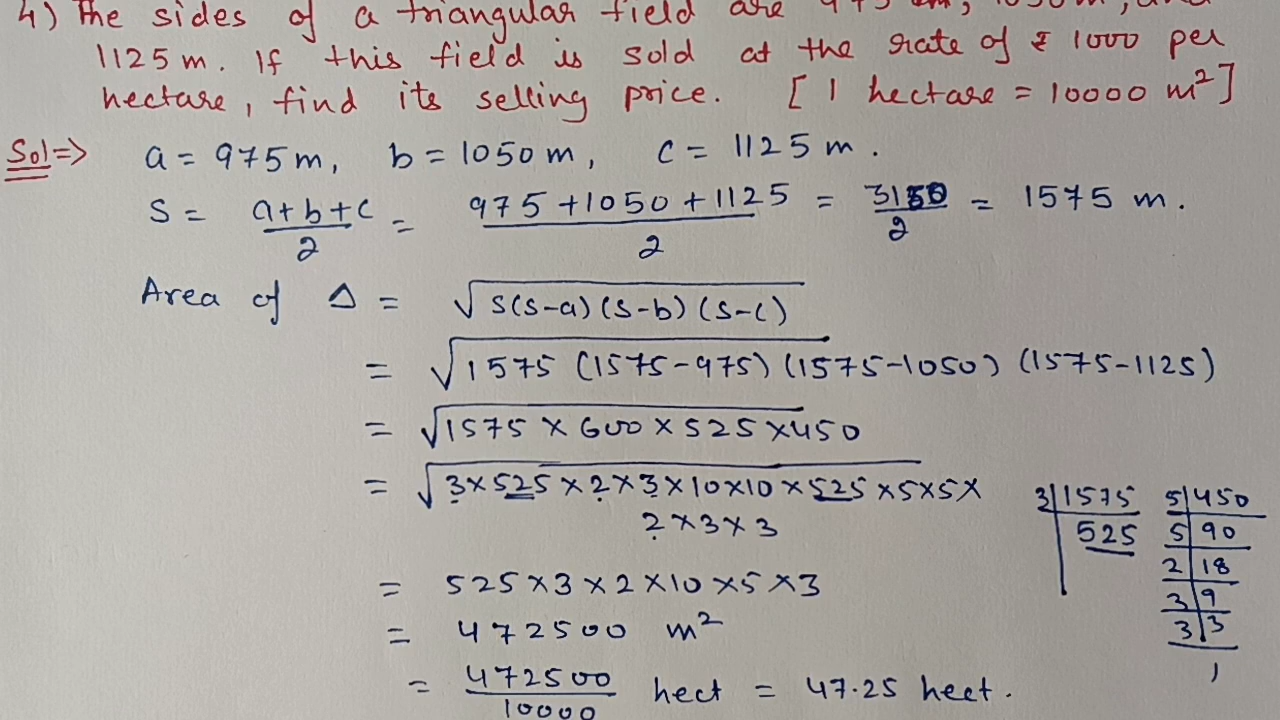 4) The sides of a triangular field are 975 m, 1050 m, and
1125 m. If this field is sold at the rate of ₹ 1000 per
hectare, find its selling price. [1 hectare = 10000 m²]
Sol => a = 975 m, b = 1050 m, c = 1125 m.
S = a+b+c/2 = 975+1050+1125/2 = 3150/2 = 1575 m.
Area of Δ = √s(s-a)(s-b)(s-c)
= √1575 (1575-975) (1575-1050) (1575-1125)
= √1575 × 600 × 525 × 450
= √3×525 × 2×3×10×10 × 525 × 5×5×
2×3×3
= 525×3×2×10×5×3
= 472500 m²
= 472500/10000 hect = 47.25 hect.
3|1575
525
5|450
5|90
2|18
3|9
3|3
1